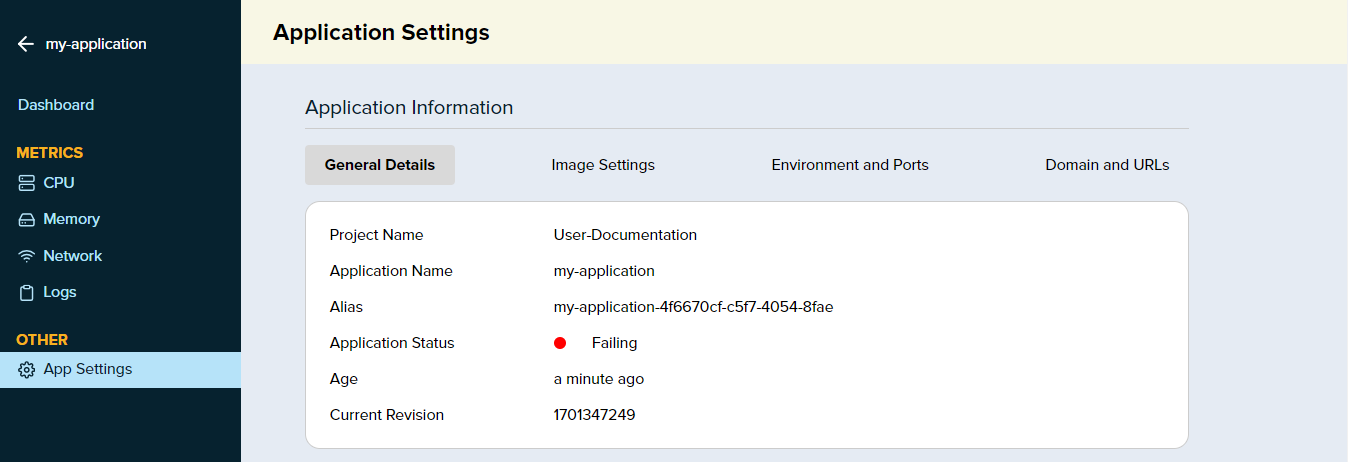 my-application
Dashboard
METRICS
CPU
Memory
Network
Logs
OTHER
App Settings
Application Settings
Application Information
General Details Image Settings Environment and Ports Domain and URLs
Project Name User-Documentation
Application Name my-application
Alias my-application-4f6670cf-c5f7-4054-8fae
Application Status Failing
Age a minute ago
Current Revision 1701347249